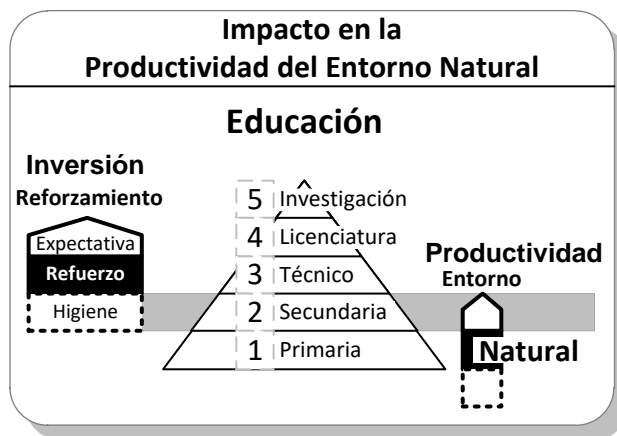 Impacto en la
Productividad del Entorno Natural
Educación
Inversión
Reforzamiento
Expectativa
Refuerzo
Higiene
5 Investigación
4 Licenciatura
3 Técnico
2 Secundaria
1 Primaria
Productividad
Entorno
Natural